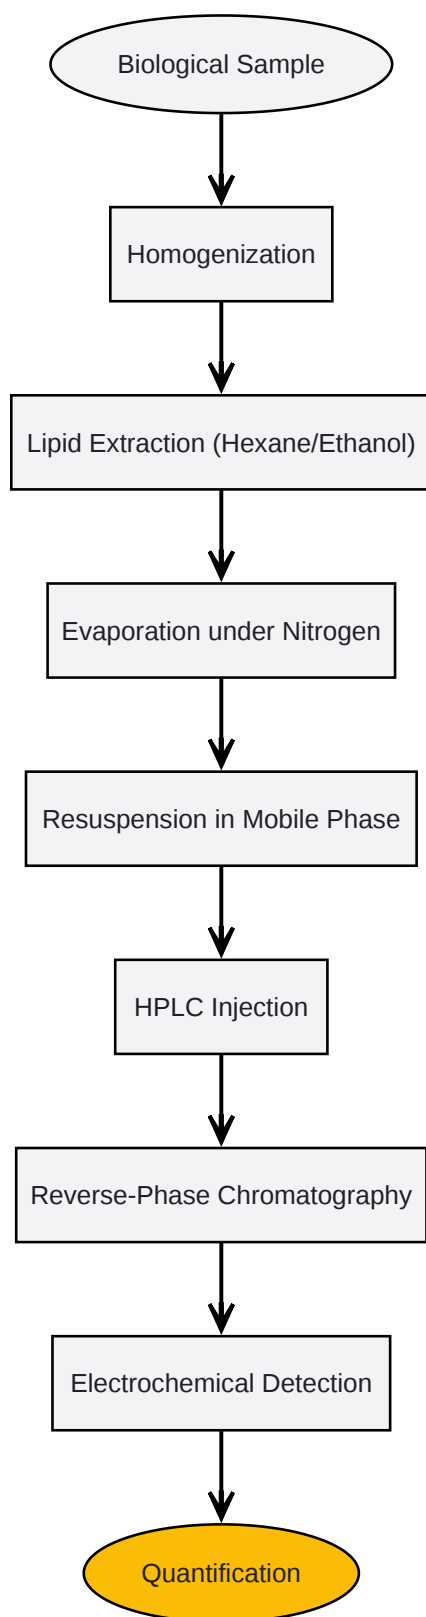 Biological Sample
Homogenization
Lipid Extraction (Hexane/Ethanol)
Evaporation under Nitrogen
Resuspension in Mobile Phase
HPLC Injection
Reverse-Phase Chromatography
Electrochemical Detection
Quantification